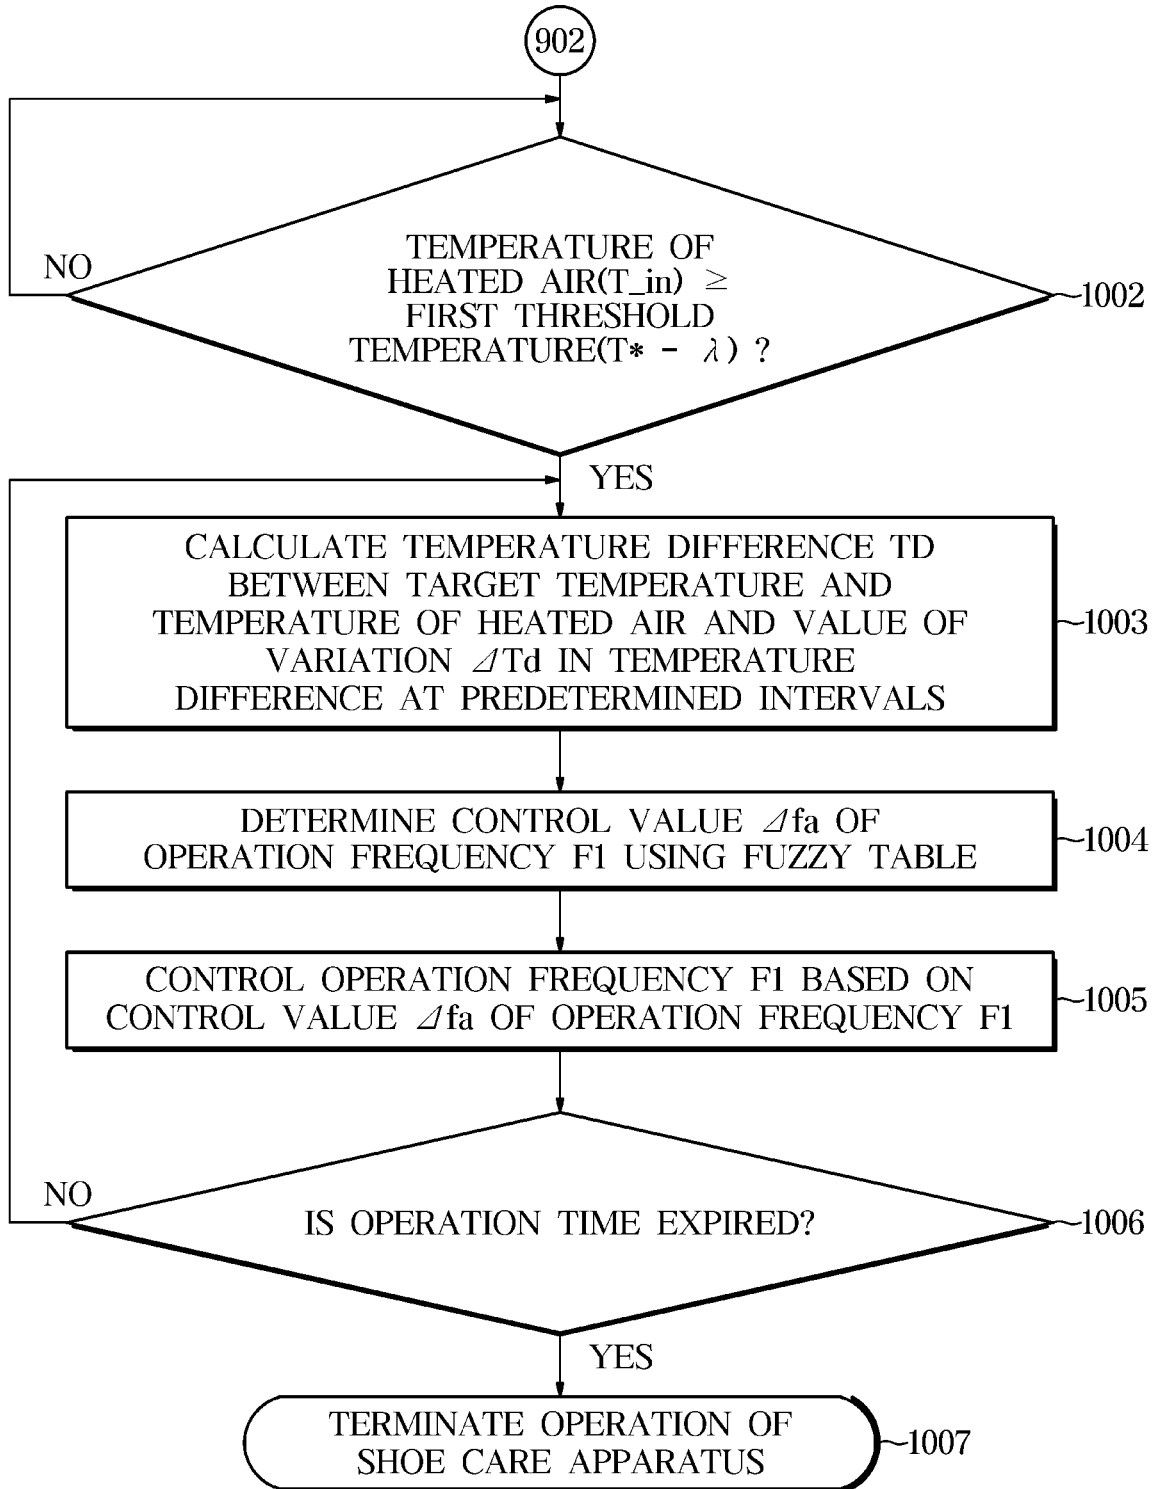 902
TEMPERATURE OF
HEATED AIR(T_in) ≥
FIRST THRESHOLD
TEMPERATURE(T* - λ) ?
NO
1002
YES
CALCULATE TEMPERATURE DIFFERENCE TD
BETWEEN TARGET TEMPERATURE AND
TEMPERATURE OF HEATED AIR AND VALUE OF
VARIATION ⊿Td IN TEMPERATURE
DIFFERENCE AT PREDETERMINED INTERVALS
1003
DETERMINE CONTROL VALUE ⊿fa OF
OPERATION FREQUENCY F1 USING FUZZY TABLE
1004
CONTROL OPERATION FREQUENCY F1 BASED ON
CONTROL VALUE ⊿fa OF OPERATION FREQUENCY F1
1005
NO
IS OPERATION TIME EXPIRED?
1006
YES
TERMINATE OPERATION OF
SHOE CARE APPARATUS
1007